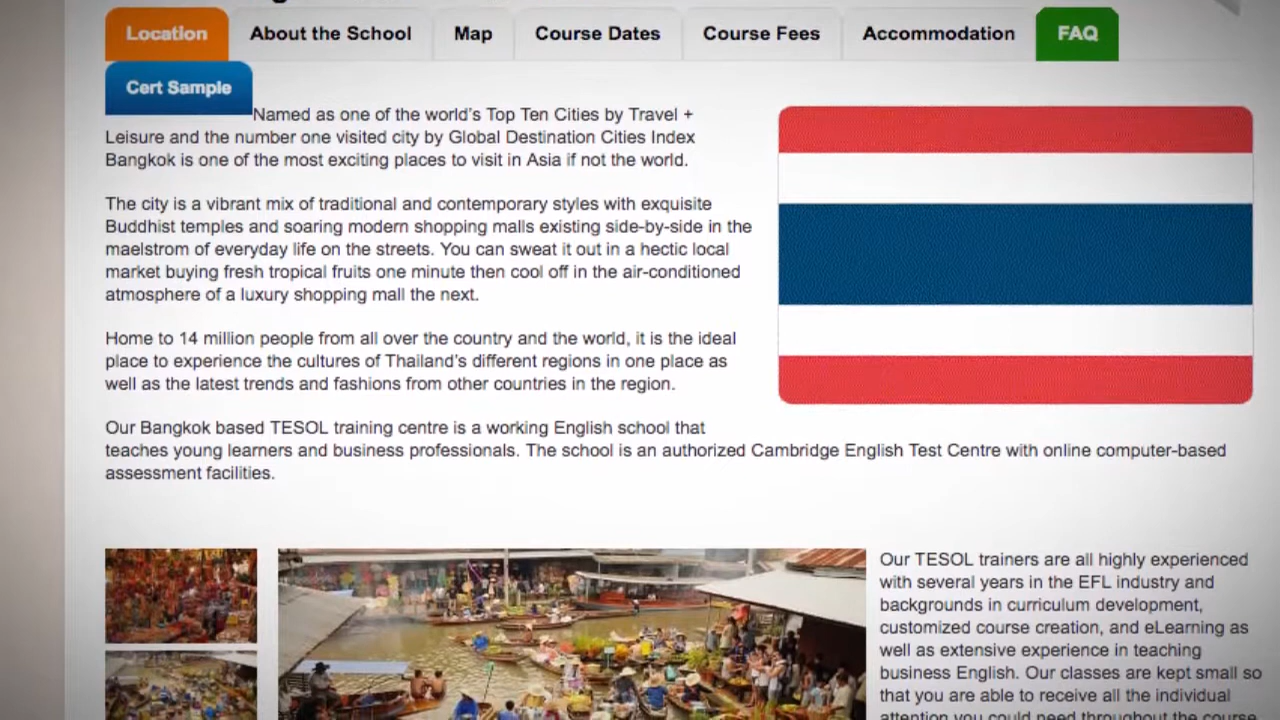 Location
About the School
Map
Course Dates
Course Fees
Accommodation
FAQ
Cert Sample
Named as one of the world's Top Ten Cities by Travel +
Leisure and the number one visited city by Global Destination Cities Index
Bangkok is one of the most exciting places to visit in Asia if not the world.
The city is a vibrant mix of traditional and contemporary styles with exquisite
Buddhist temples and soaring modern shopping malls existing side-by-side in the
maelstrom of everyday life on the streets. You can sweat it out in a hectic local
market buying fresh tropical fruits one minute then cool off in the air-conditioned
atmosphere of a luxury shopping mall the next.
Home to 14 million people from all over the country and the world, it is the ideal
place to experience the cultures of Thailand's different regions in one place as
well as the latest trends and fashions from other countries in the region.
Our Bangkok based TESOL training centre is a working English school that
teaches young learners and business professionals. The school is an authorized Cambridge English Test Centre with online computer-based
assessment facilities.
Our TESOL trainers are all highly experienced
with several years in the EFL industry and
backgrounds in curriculum development,
customized course creation, and eLearning as
well as extensive experience in teaching
business English. Our classes are kept small so
that you are able to receive all the individual
attention you could need throughout the course